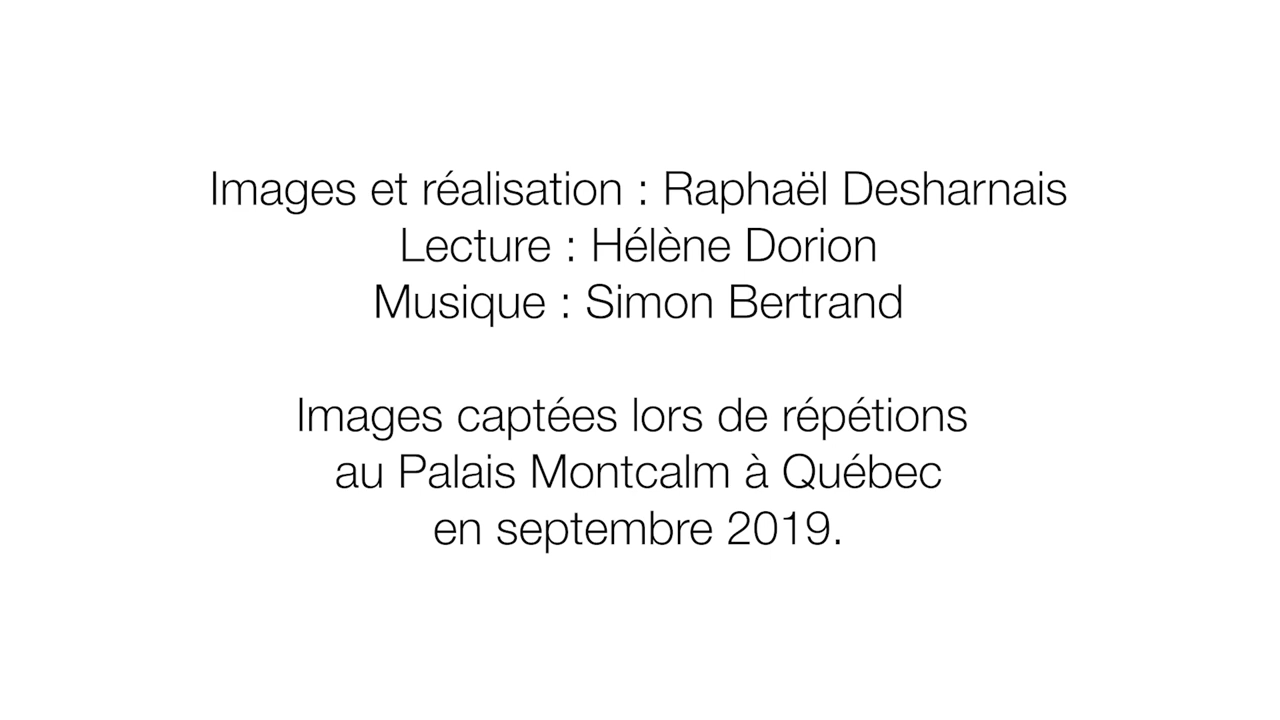 Images et réalisation : Raphaël Desharnais
Lecture : Hélène Dorion
Musique : Simon Bertrand
Images captées lors de répétions
au Palais Montcalm à Québec
en septembre 2019.